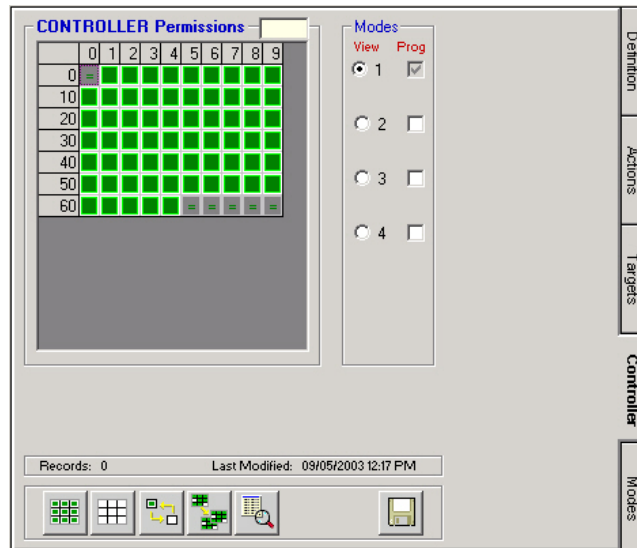 CONTROLLER Permissions
0 1 2 3 4 5 6 7 8 9
0 =
10
20
30
40
50
60 = = = = =
Modes
View Prog
1
2
3
4
Definition
Actions
Targets
Controller
Modes
Records: 0 Last Modified: 09/05/2003 12:17 PM